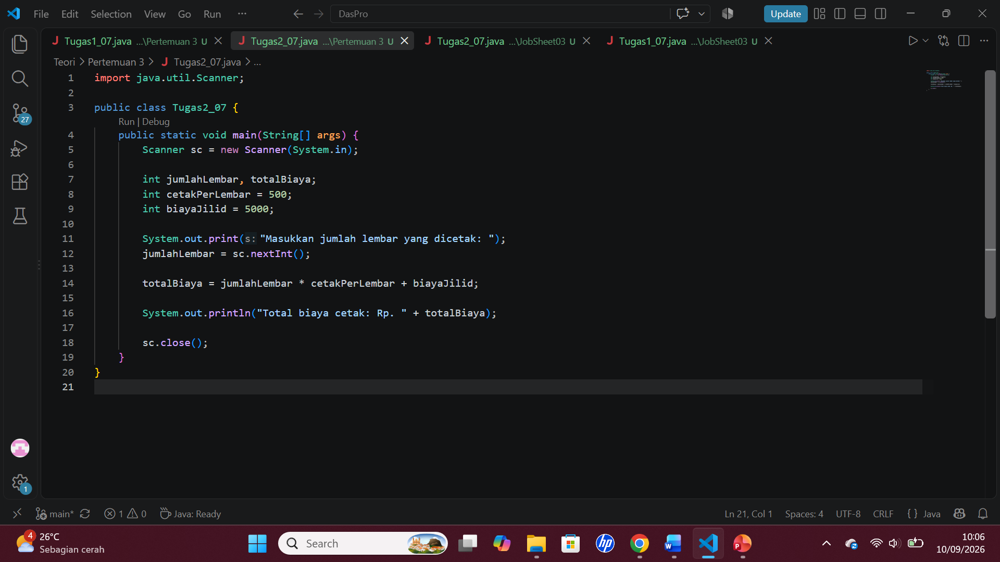 File Edit Selection View Go Run ··· DasPro Update
Tugas1_07.java ...\Pertemuan 3 U Tugas2_07.java ...\Pertemuan 3 U Tugas2_07.java ...\JobSheet03 U Tugas1_07.java ...\JobSheet03 U
Teori > Pertemuan 3 > Tugas2_07.java > ...
1 import java.util.Scanner;
2
3 public class Tugas2_07 {
Run | Debug
4 public static void main(String[] args) {
5 Scanner sc = new Scanner(System.in);
6
7 int jumlahLembar, totalBiaya;
8 int cetakPerLembar = 500;
9 int biayaJilid = 5000;
10
11 System.out.print(s: "Masukkan jumlah lembar yang dicetak: ");
12 jumlahLembar = sc.nextInt();
13
14 totalBiaya = jumlahLembar * cetakPerLembar + biayaJilid;
15
16 System.out.println("Total biaya cetak: Rp. " + totalBiaya);
17
18 sc.close();
19 }
20 }
21
27
1
main* 1 0 Java: Ready Ln 21, Col 1 Spaces: 4 UTF-8 CRLF { } Java
4 26°C
Sebagian cerah
Search
hp
W
P
10:06
10/09/2026